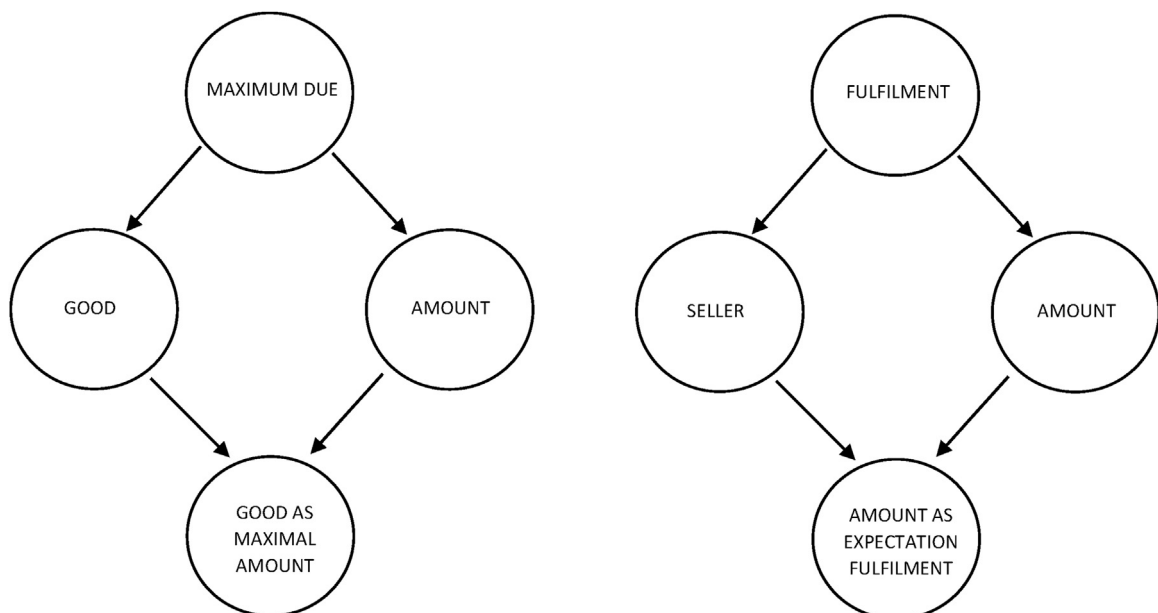 MAXIMUM DUE
GOOD
AMOUNT
GOOD AS
MAXIMAL
AMOUNT
FULFILMENT
SELLER
AMOUNT
AMOUNT AS
EXPECTATION
FULFILMENT